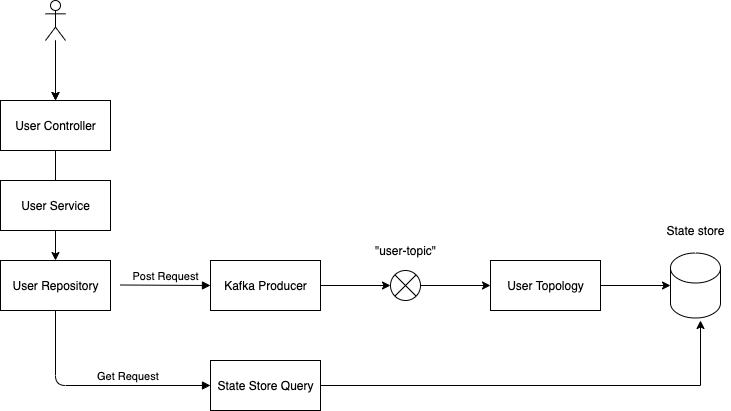 User Controller
User Service
State store
"user-topic"
Post Request
User Repository
Kafka Producer
User Topology
Get Request
State Store Query